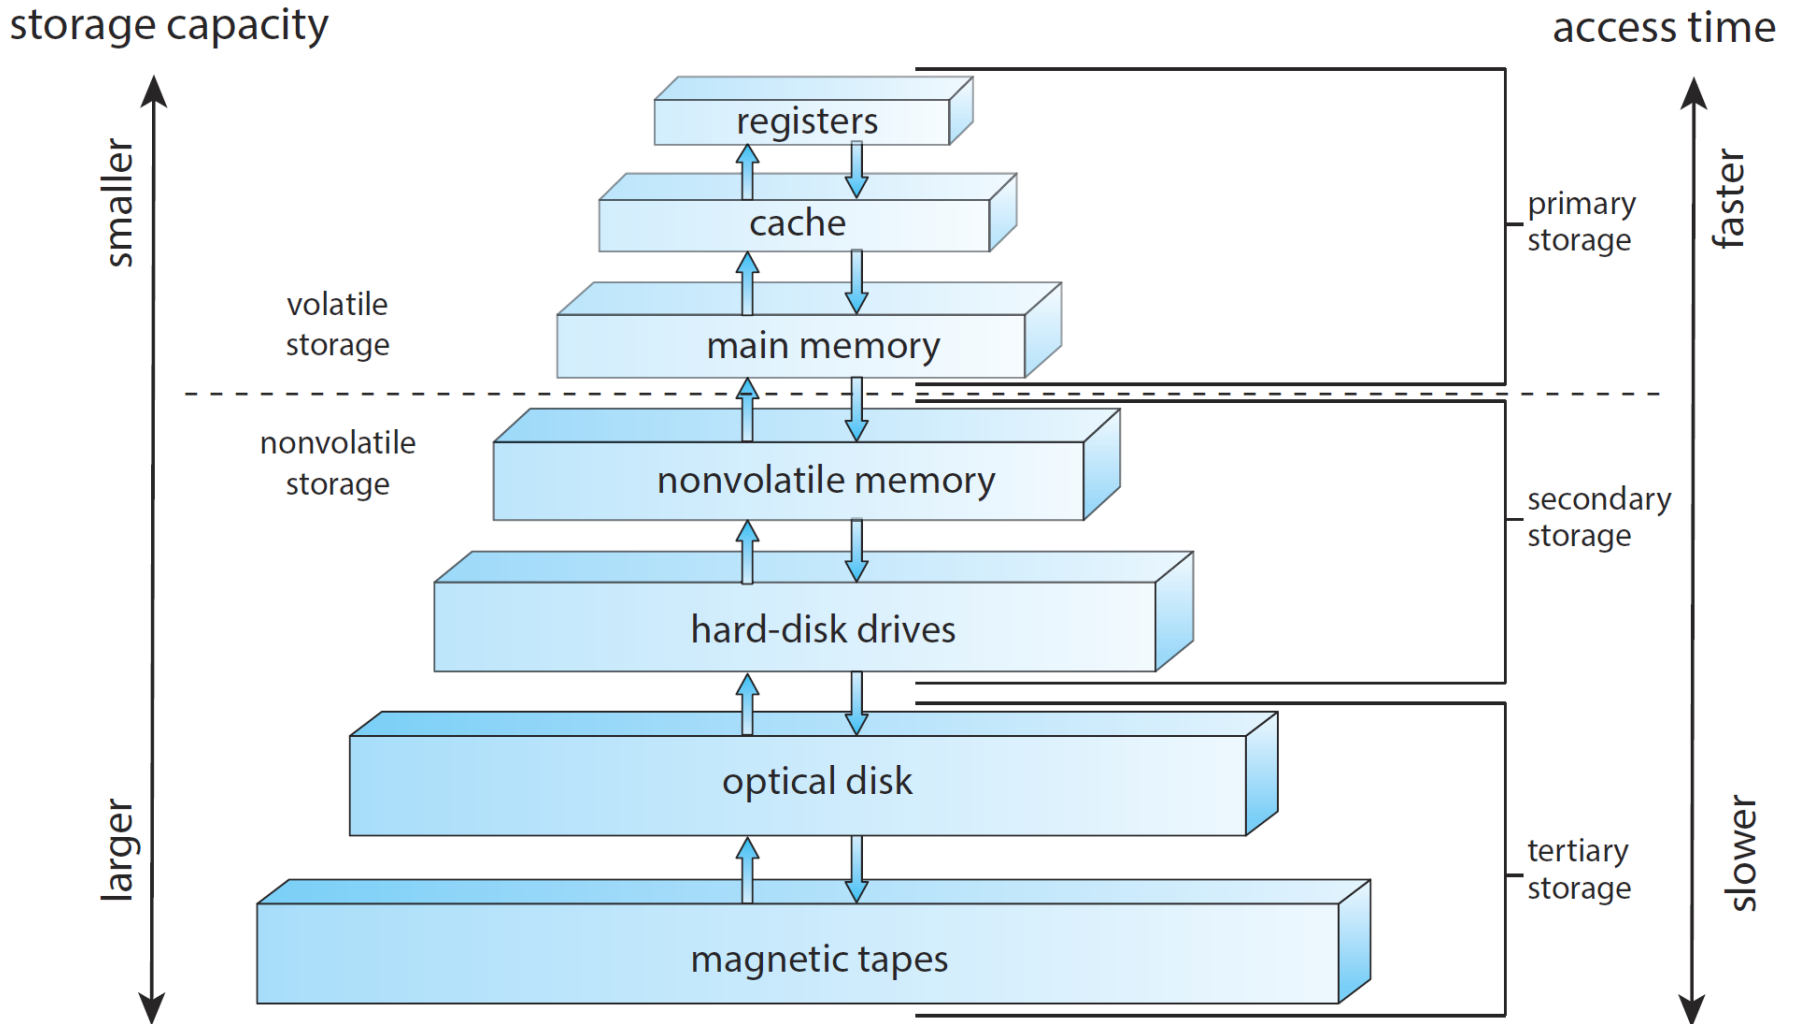 storage capacity
access time
smaller
larger
registers
cache
main memory
volatile
storage
nonvolatile
storage
nonvolatile memory
hard-disk drives
optical disk
magnetic tapes
primary
storage
secondary
storage
tertiary
storage
faster
slower